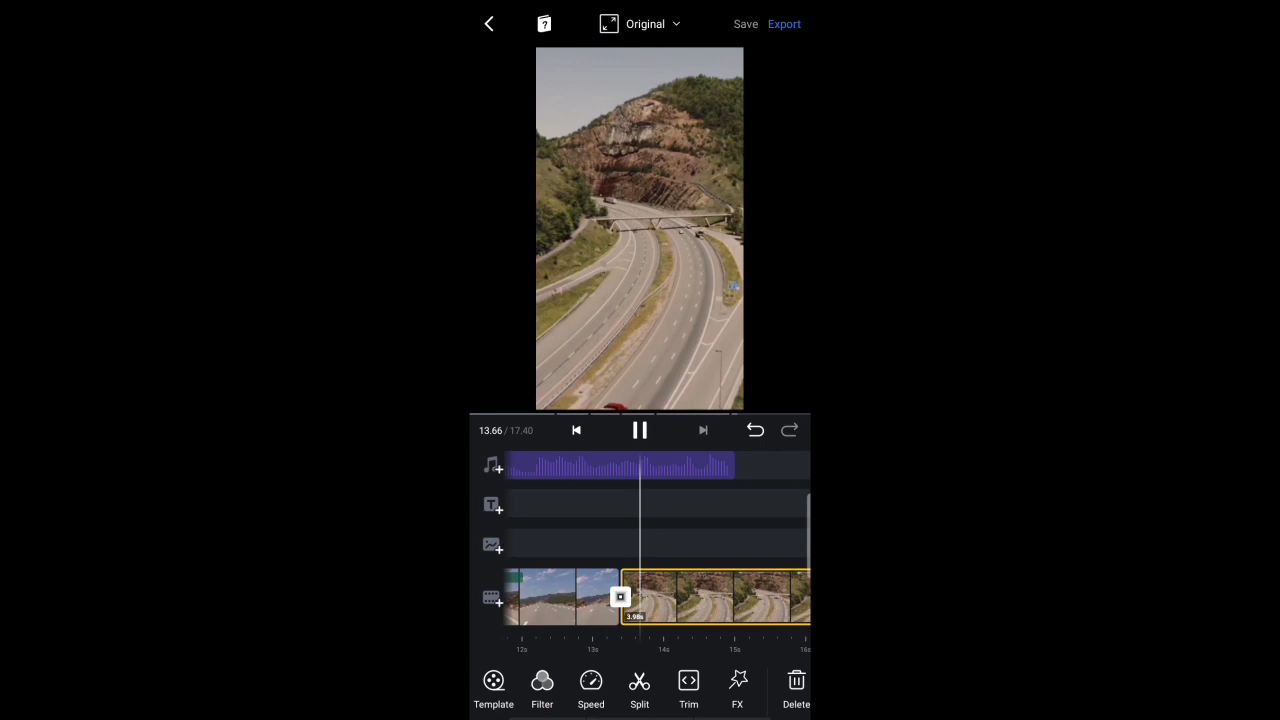 ? Original Save Export
13.66 / 17.40
T
3.98s
12s 13s 14s 15s 16s
Template Filter Speed Split Trim FX Delete